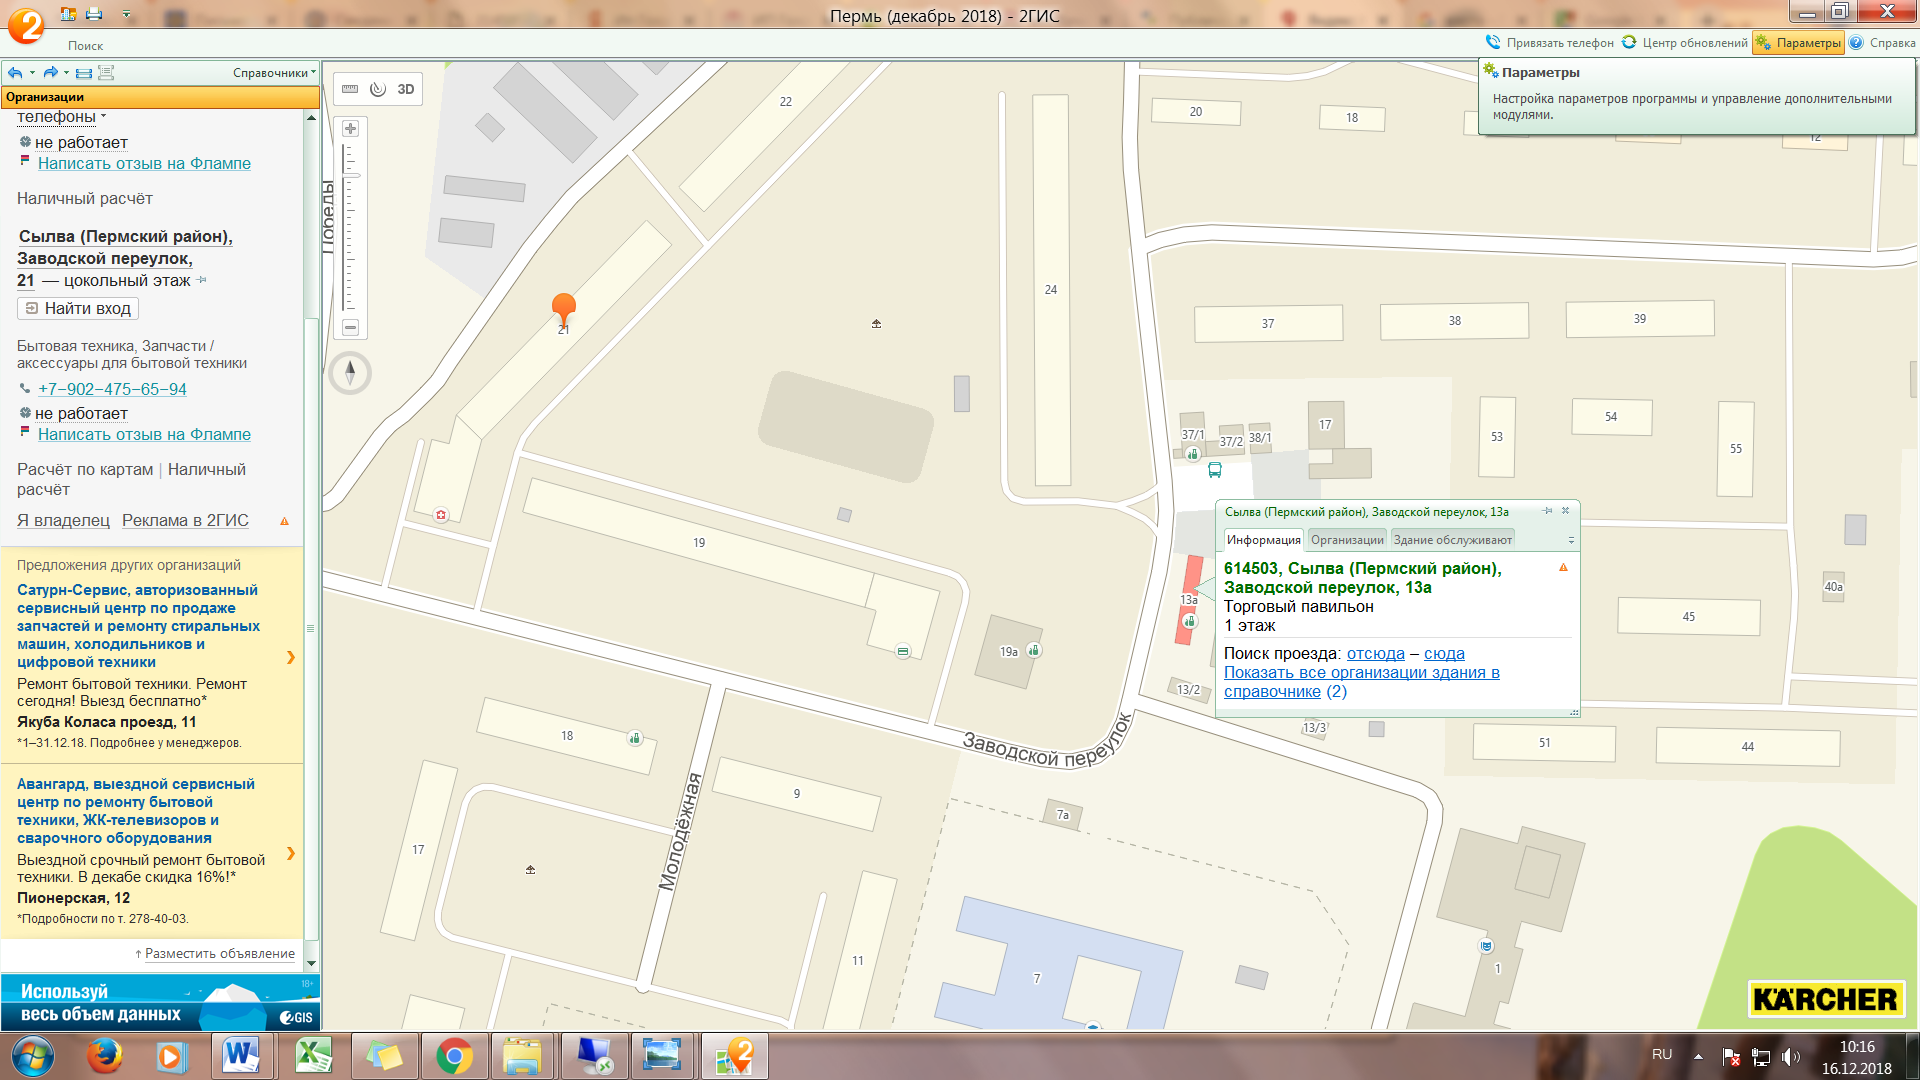 Пермь (декабрь 2018) - 2ГИС
Поиск
Привязать телефон
Центр обновлений
Параметры
Справка
Параметры
Настройка параметров программы и управление дополнительными
модулями.
Справочники
Организации
телефоны
не работает
Написать отзыв на Флампе
Наличный расчёт
Сылва (Пермский район),
Заводской переулок,
21 — цокольный этаж
Найти вход
Бытовая техника, Запчасти /
аксессуары для бытовой техники
+7–902–475–65–94
не работает
Написать отзыв на Флампе
Расчёт по картам | Наличный
расчёт
Я владелец Реклама в 2ГИС
Предложения других организаций
Сатурн-Сервис, авторизованный
сервисный центр по продаже
запчастей и ремонту стиральных
машин, холодильников и
цифровой техники
Ремонт бытовой техники. Ремонт
сегодня! Выезд бесплатно*
Якуба Коласа проезд, 11
*1–31.12.18. Подробнее у менеджеров.
Авангард, выездной сервисный
центр по ремонту бытовой
техники, ЖК-телевизоров и
сварочного оборудования
Выездной срочный ремонт бытовой
техники. В декабе скидка 16%!*
Пионерская, 12
*Подробности по т. 278-40-03.
Разместить объявление
Используй
весь объем данных
18+
2GIS
3D
Победы
22
20
18
12
21
24
37
38
39
37/1
37/2
38/1
17
53
54
55
19
19а
13а
13/2
13/3
40а
45
51
44
18
9
17
11
7а
7
1
Заводской переулок
Молодёжная
Сылва (Пермский район), Заводской переулок, 13а
Информация
Организации
Здание обслуживают
614503, Сылва (Пермский район),
Заводской переулок, 13а
Торговый павильон
1 этаж
Поиск проезда: отсюда – сюда
Показать все организации здания в
справочнике (2)
KÄRCHER
RU
10:16
16.12.2018